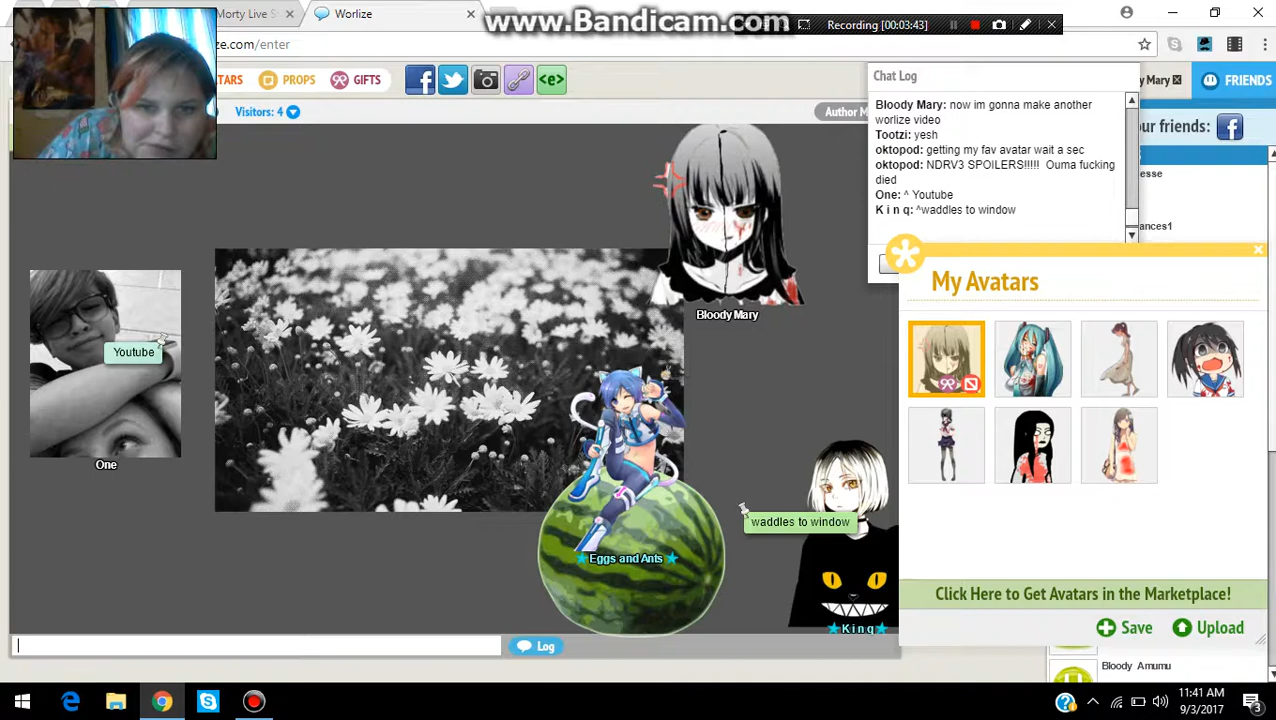 Morty Live S
Worlize
www.Bandicam.com
Recording [00:03:43]
ze.com/enter
TARS
PROPS
GIFTS
<e>
Visitors: 4
Author M
Chat Log
Bloody Mary: now im gonna make another
worlize video
Tootzi: yesh
oktopod: getting my fav avatar wait a sec
oktopod: NDRV3 SPOILERS!!!!!  Ouma fucking
died
One: ^ Youtube
K i n q: ^waddles to window
dy Mary
FRIENDS
our friends:
esse
ances1
My Avatars
Bloody Mary
Youtube
One
waddles to window
★Eggs and Ants★
★K i n q★
Click Here to Get Avatars in the Marketplace!
Save
Upload
Log
Bloody Amumu
11:41 AM
9/3/2017
3